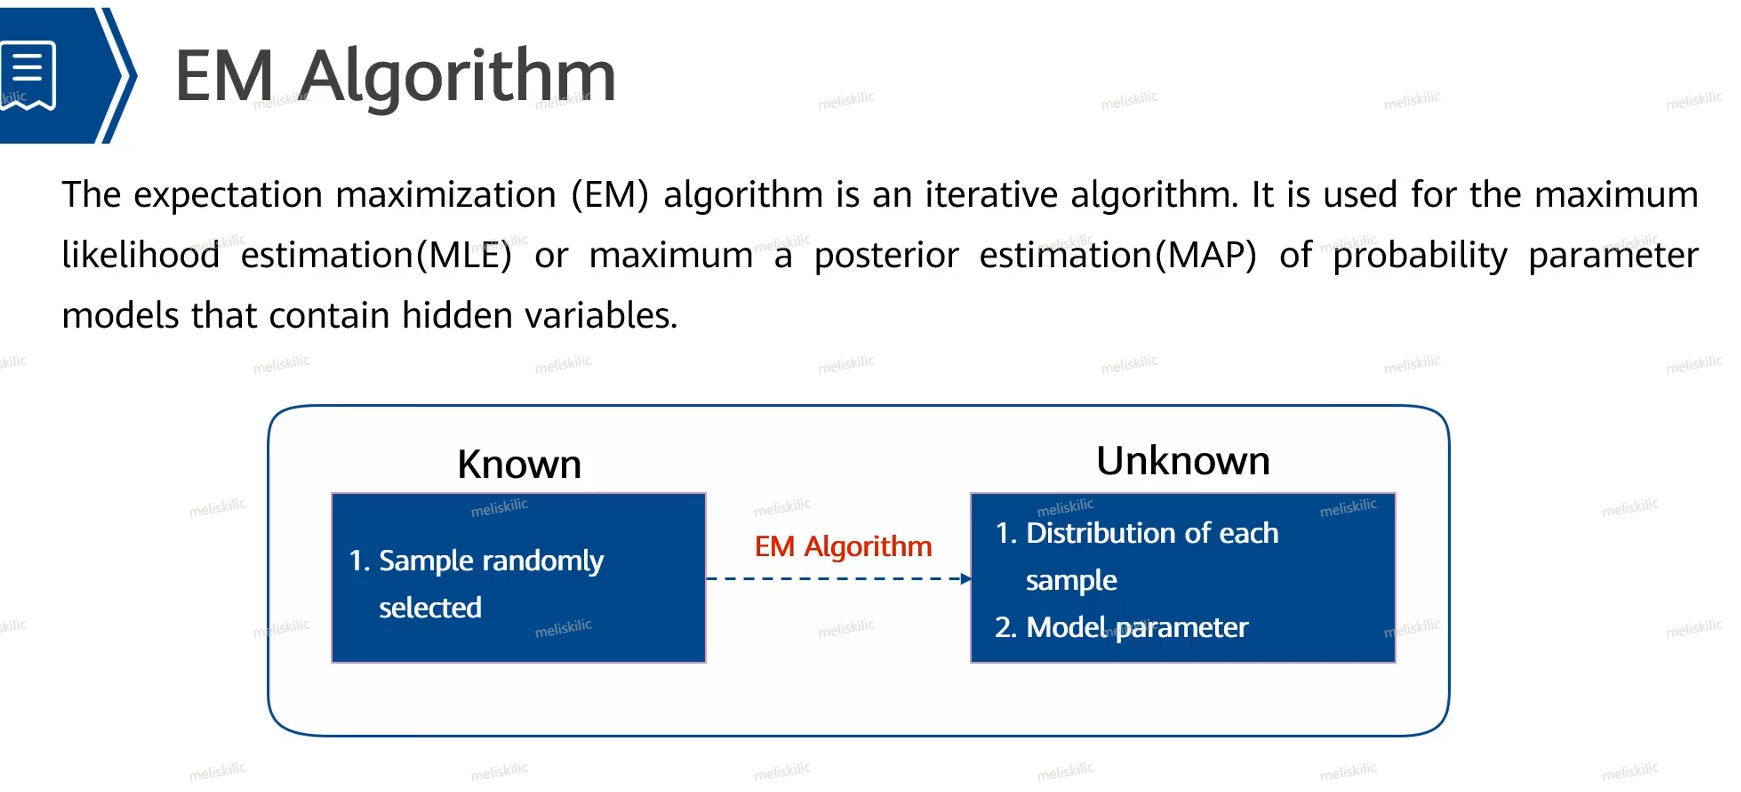 EM Algorithm
The expectation maximization (EM) algorithm is an iterative algorithm. It is used for the maximum
likelihood estimation(MLE) or maximum a posterior estimation(MAP) of probability parameter
models that contain hidden variables.
Known
1. Sample randomly
selected
EM Algorithm
Unknown
1. Distribution of each
sample
2. Model parameter
meliskilic